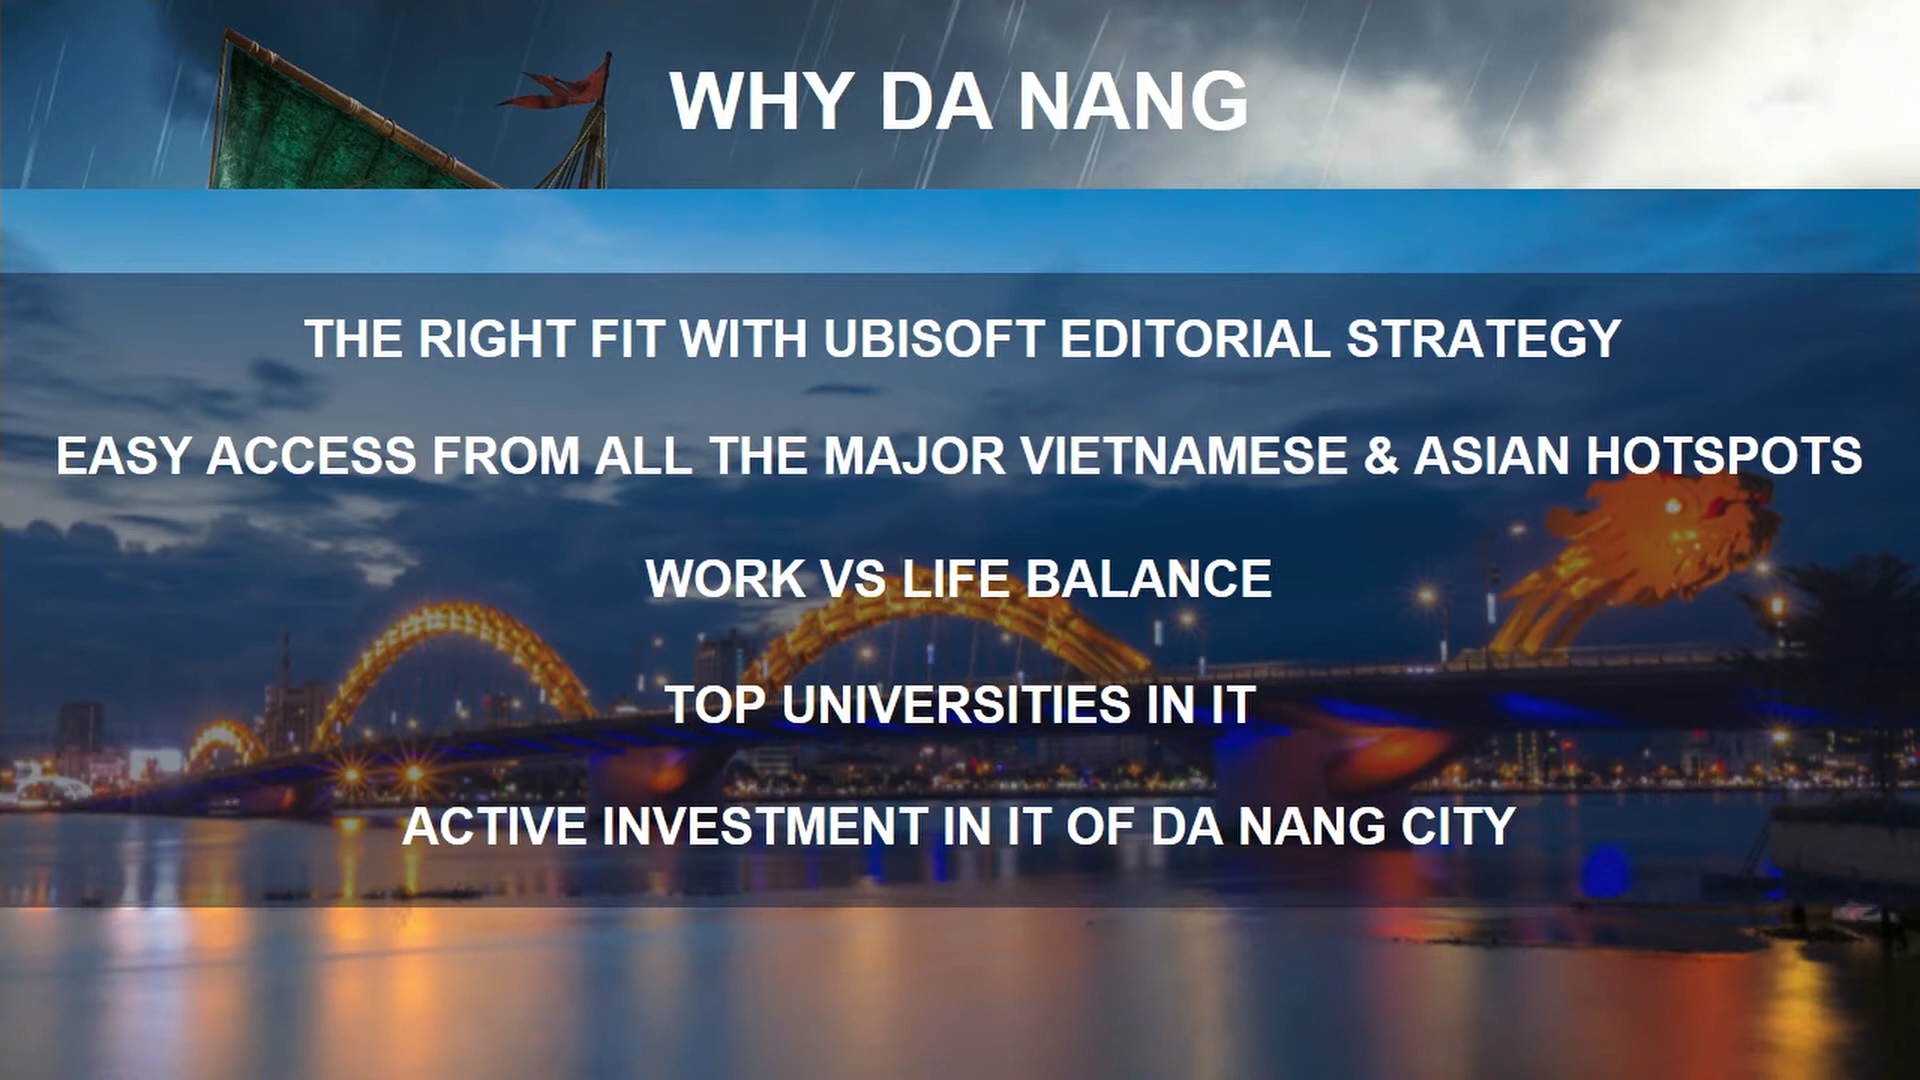 WHY DA NANG
THE RIGHT FIT WITH UBISOFT EDITORIAL STRATEGY
EASY ACCESS FROM ALL THE MAJOR VIETNAMESE & ASIAN HOTSPOTS
WORK VS LIFE BALANCE
TOP UNIVERSITIES IN IT
ACTIVE INVESTMENT IN IT OF DA NANG CITY